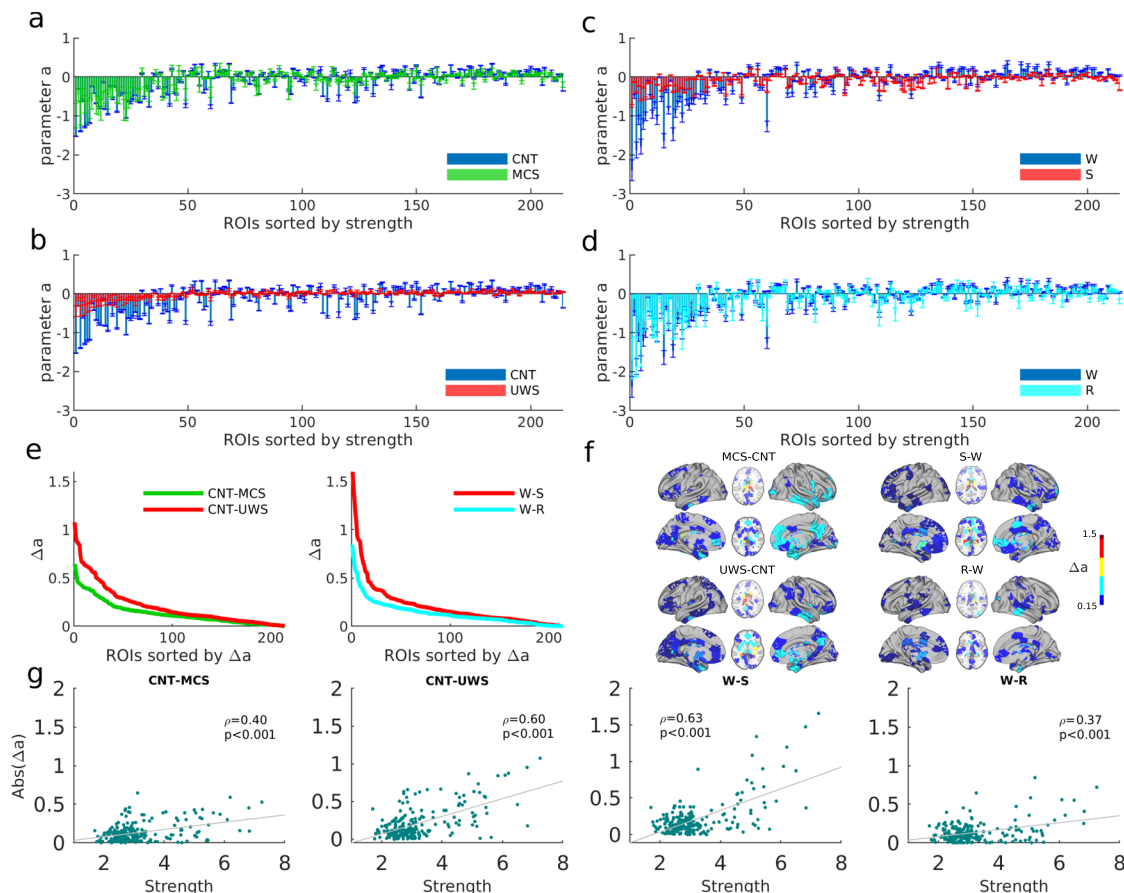 a
1
0
-1
-2
-3
parameter a
0
50
100
150
200
ROIs sorted by strength
CNT
MCS
c
1
0
-1
-2
-3
parameter a
0
50
100
150
200
ROIs sorted by strength
W
S
b
1
0
-1
-2
-3
parameter a
0
50
100
150
200
ROIs sorted by strength
CNT
UWS
d
1
0
-1
-2
-3
parameter a
0
50
100
150
200
ROIs sorted by strength
W
R
e
1.5
1
0.5
0
Δa
100
200
ROIs sorted by Δa
CNT-MCS
CNT-UWS
1.5
1
0.5
0
Δa
100
200
ROIs sorted by Δa
W-S
W-R
f
MCS-CNT
S-W
UWS-CNT
R-W
1.5
Δa
0.15
g
CNT-MCS
2
1.5
1
0.5
0
Abs(Δa)
ρ=0.40
p<0.001
2
4
6
8
Strength
CNT-UWS
2
1.5
1
0.5
0
ρ=0.60
p<0.001
2
4
6
8
Strength
W-S
2
1.5
1
0.5
0
ρ=0.63
p<0.001
2
4
6
8
Strength
W-R
2
1.5
1
0.5
0
ρ=0.37
p<0.001
2
4
6
8
Strength